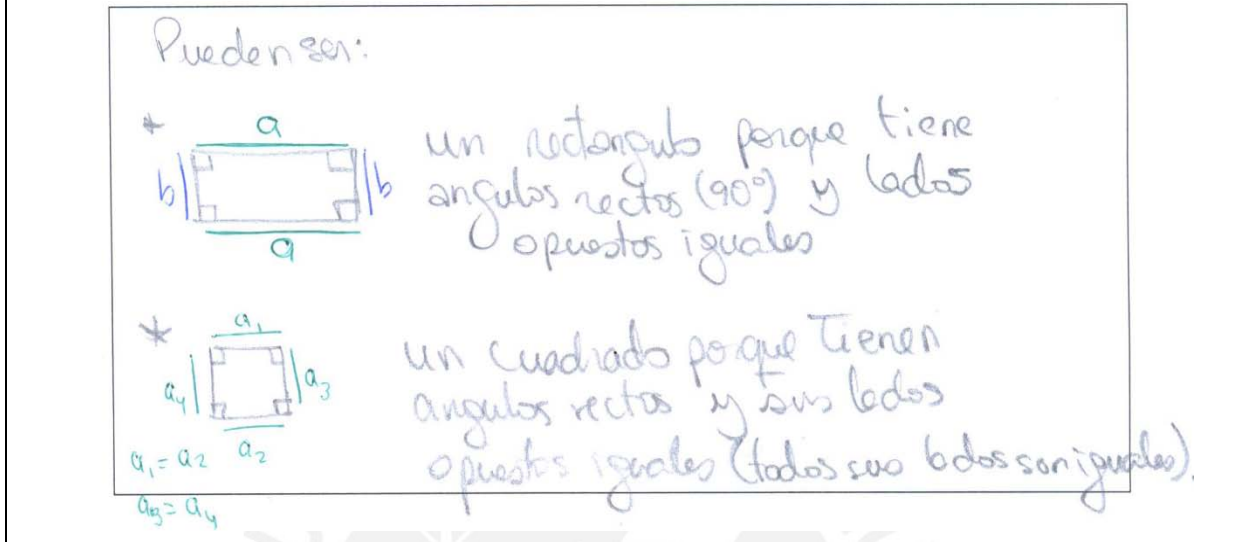 Pueden ser:
* a
b b
a
un rectangulo porque tiene
angulos rectos (90°) y lados
opuestos iguales
* a₁
a₄ a₃
a₂
a₁ = a₂
a₃ = a₄
un cuadrado porque tienen
angulos rectos y sus lados
opuestos iguales (todos sus lados son iguales).